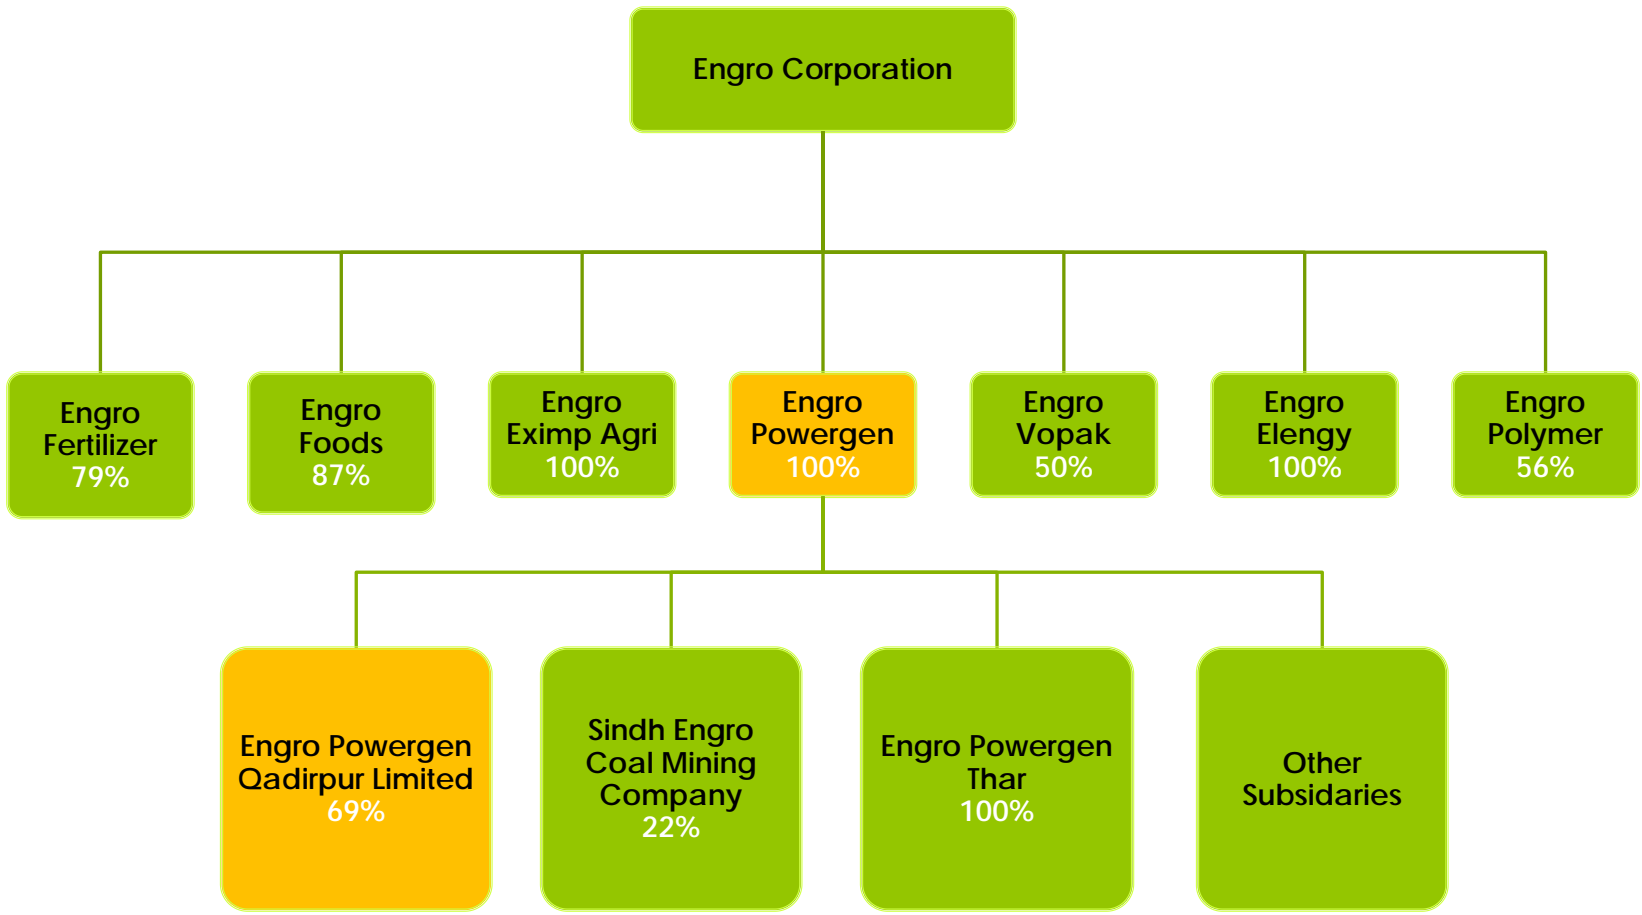 Engro Corporation
Engro
Fertilizer
79%
Engro
Foods
87%
Engro
Eximp Agri
100%
Engro
Powergen
100%
Engro
Vopak
50%
Engro
Elengy
100%
Engro
Polymer
56%
Engro Powergen
Qadirpur Limited
69%
Sindh Engro
Coal Mining
Company
22%
Engro Powergen
Thar
100%
Other
Subsidaries